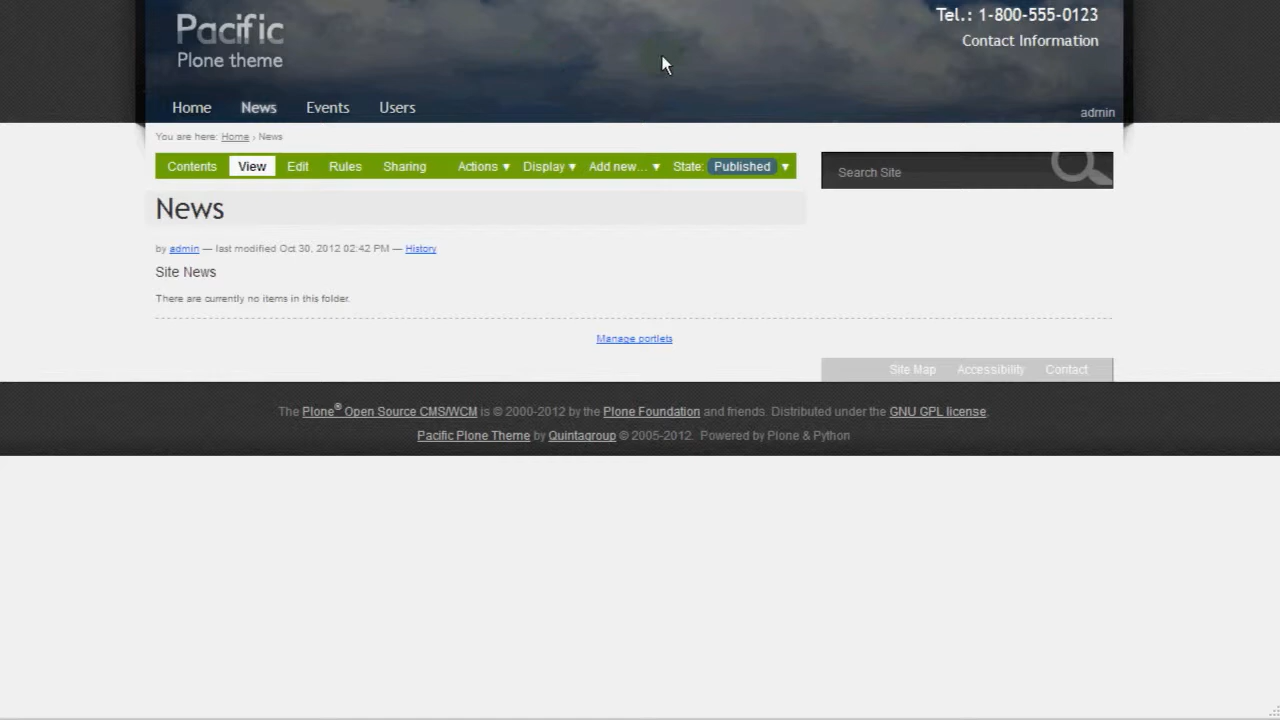 Pacific
Plone theme
Tel.: 1-800-555-0123
Contact Information
Home News Events Users
admin
You are here: Home › News
Contents View Edit Rules Sharing Actions ▼ Display ▼ Add new... ▼ State: Published ▼
Search Site
News
by admin — last modified Oct 30, 2012 02:42 PM — History
Site News
There are currently no items in this folder.
Manage portlets
Site Map Accessibility Contact
The Plone® Open Source CMS/WCM is © 2000-2012 by the Plone Foundation and friends. Distributed under the GNU GPL license.
Pacific Plone Theme by Quintagroup © 2005-2012. Powered by Plone & Python